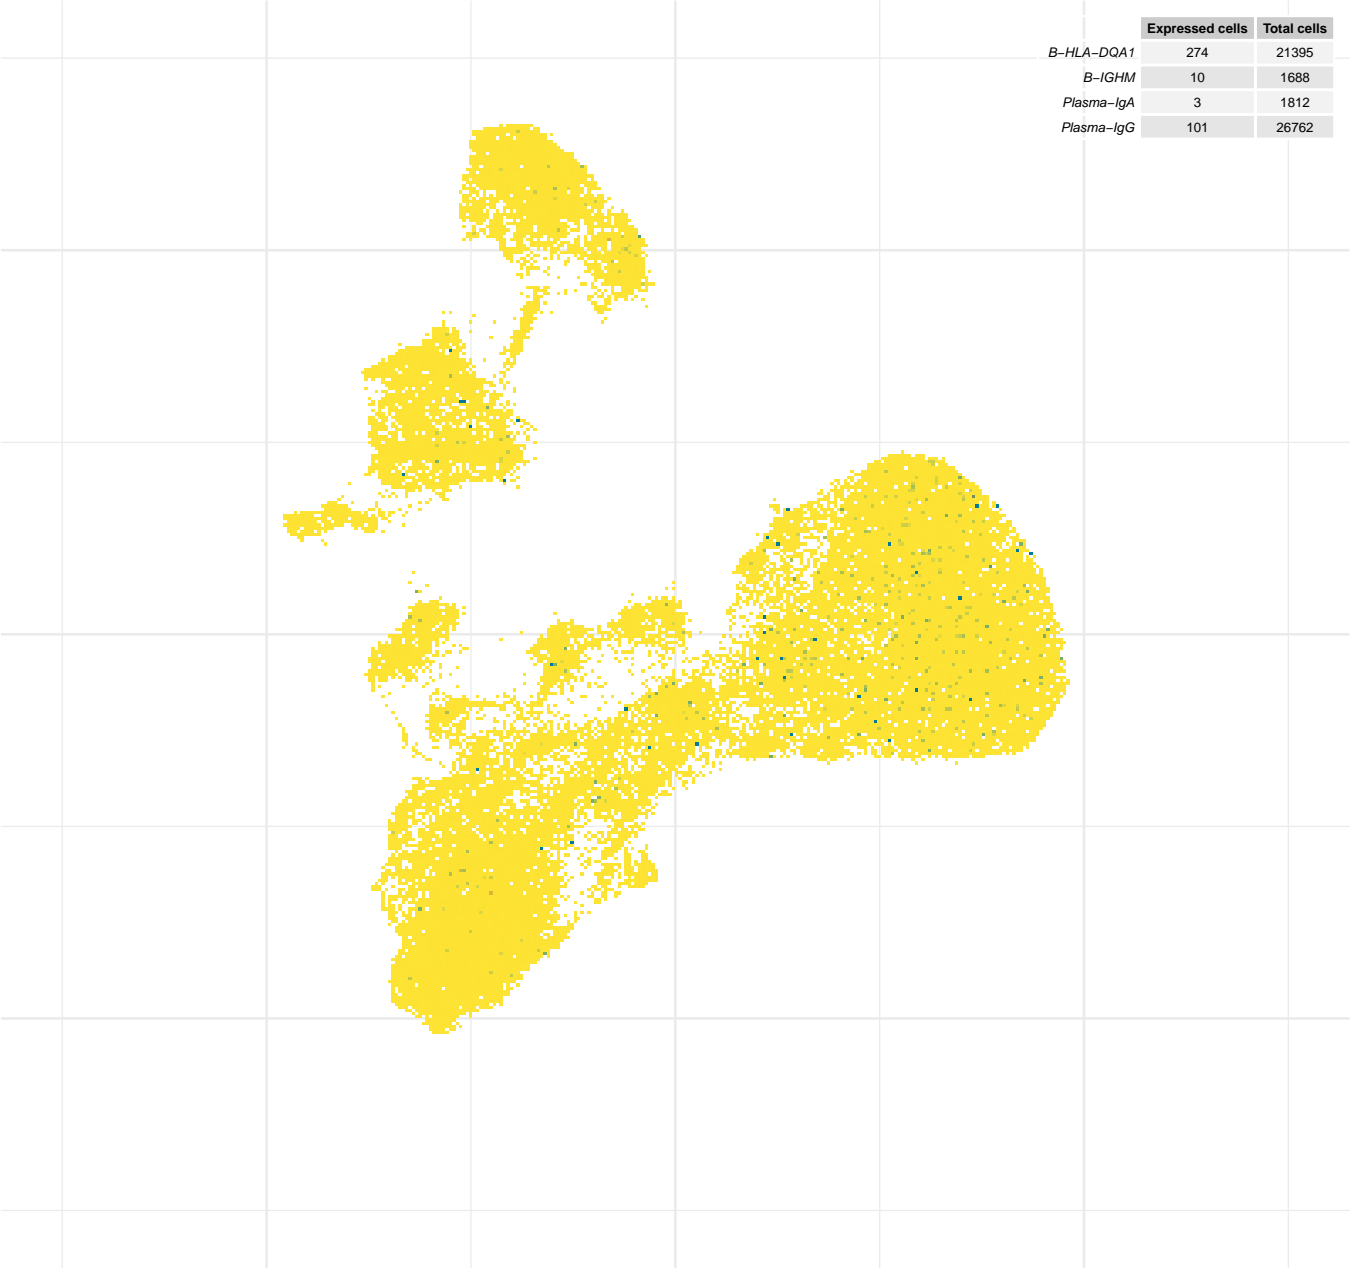 Expressed cells Total cells
B−HLA−DQA1 274 21395
B−IGHM 10 1688
Plasma−IgA 3 1812
Plasma−IgG 101 26762